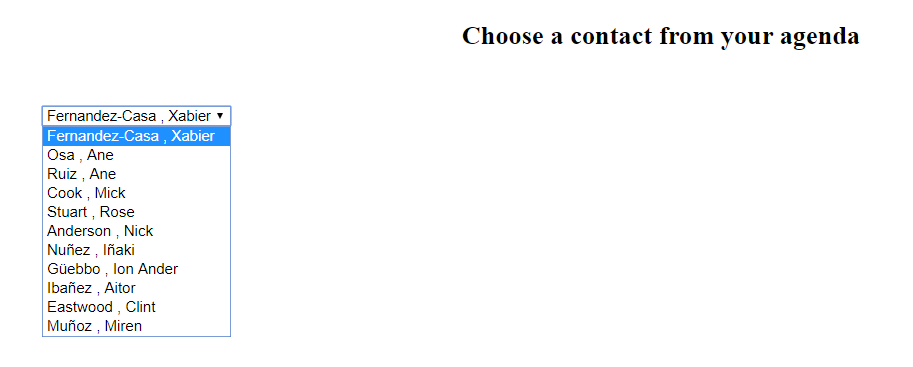 Choose a contact from your agenda
Fernandez-Casa , Xabier
Fernandez-Casa , Xabier
Osa , Ane
Ruiz , Ane
Cook , Mick
Stuart , Rose
Anderson , Nick
Nuñez , Iñaki
Güebbo , Ion Ander
Ibañez , Aitor
Eastwood , Clint
Muñoz , Miren